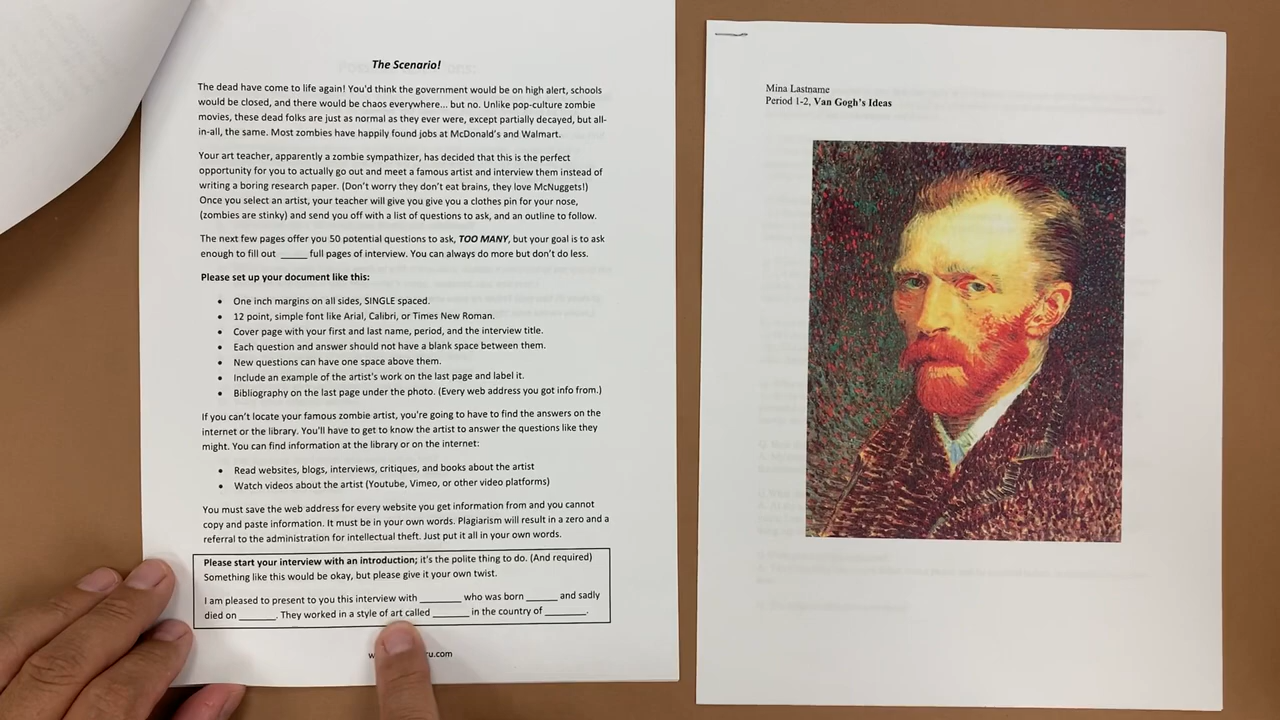 The Scenario!
The dead have come to life again! You'd think the government would be on high alert, schools
would be closed, and there would be chaos everywhere... but no. Unlike pop-culture zombie
movies, these dead folks are just as normal as they ever were, except partially decayed, but all-
in-all, the same. Most zombies have happily found jobs at McDonald's and Walmart.
Your art teacher, apparently a zombie sympathizer, has decided that this is the perfect
opportunity for you to actually go out and meet a famous artist and interview them instead of
writing a boring research paper. (Don't worry they don't eat brains, they love McNuggets!)
Once you select an artist, your teacher will give you give you a clothes pin for your nose,
(zombies are stinky) and send you off with a list of questions to ask, and an outline to follow.
The next few pages offer you 50 potential questions to ask, TOO MANY, but your goal is to ask
enough to fill out _____ full pages of interview. You can always do more but don't do less.
Please set up your document like this:
• One inch margins on all sides, SINGLE spaced.
• 12 point, simple font like Arial, Calibri, or Times New Roman.
• Cover page with your first and last name, period, and the interview title.
• Each question and answer should not have a blank space between them.
• New questions can have one space above them.
• Include an example of the artist's work on the last page and label it.
• Bibliography on the last page under the photo. (Every web address you got info from.)
If you can't locate your famous zombie artist, you're going to have to find the answers on the
internet or the library. You'll have to get to know the artist to answer the questions like they
might. You can find information at the library or on the internet:
• Read websites, blogs, interviews, critiques, and books about the artist
• Watch videos about the artist (Youtube, Vimeo, or other video platforms)
You must save the web address for every website you get information from and you cannot
copy and paste information. It must be in your own words. Plagiarism will result in a zero and a
referral to the administration for intellectual theft. Just put it all in your own words.
Please start your interview with an introduction; it's the polite thing to do. (And required)
Something like this would be okay, but please give it your own twist.
I am pleased to present to you this interview with ________ who was born ______ and sadly
died on _______. They worked in a style of art called _______ in the country of ________.
Mina Lastname
Period 1-2, Van Gogh's Ideas